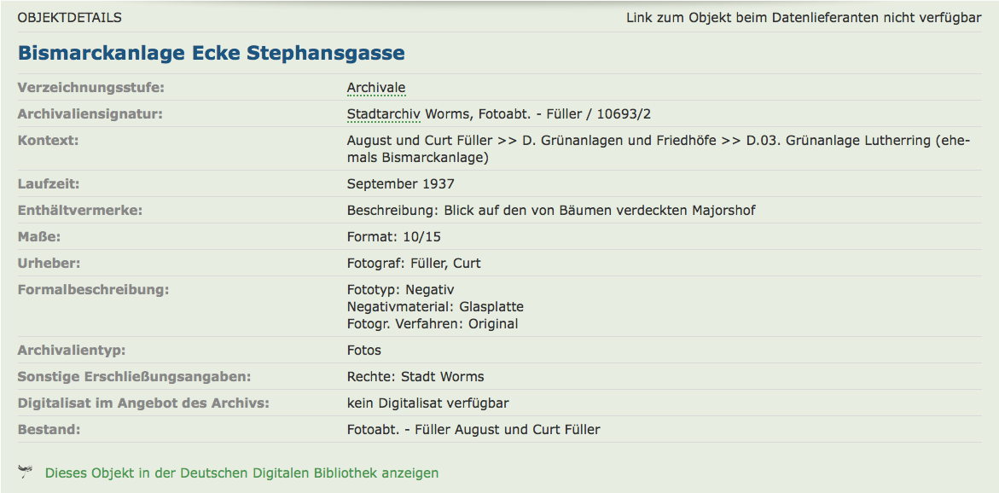 OBJEKTDETAILS
Link zum Objekt beim Datenlieferanten nicht verfügbar
Bismarckanlage Ecke Stephansgasse
Verzeichnungsstufe: Archivale
Archivaliensignatur: Stadtarchiv Worms, Fotoabt. - Füller / 10693/2
Kontext: August und Curt Füller >> D. Grünanlagen und Friedhöfe >> D.03. Grünanlage Lutherring (ehe-
mals Bismarckanlage)
Laufzeit: September 1937
Enthältvermerke: Beschreibung: Blick auf den von Bäumen verdeckten Majorshof
Maße: Format: 10/15
Urheber: Fotograf: Füller, Curt
Formalbeschreibung: Fototyp: Negativ
Negativmaterial: Glasplatte
Fotogr. Verfahren: Original
Archivalientyp: Fotos
Sonstige Erschließungsangaben: Rechte: Stadt Worms
Digitalisat im Angebot des Archivs: kein Digitalisat verfügbar
Bestand: Fotoabt. - Füller August und Curt Füller
Dieses Objekt in der Deutschen Digitalen Bibliothek anzeigen